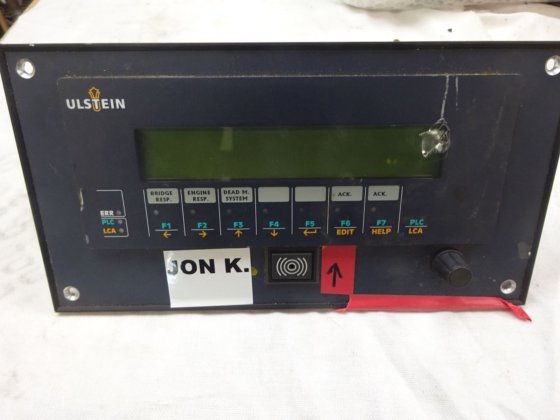 ULSTEIN
BRIDGE RESP.
ENGINE RESP.
DEAD M. SYSTEM
ACK.
ACK.
ERR
PLC
LCA
F1
F2
F3
F4
F5
F6
F7
PLC
EDIT
HELP
LCA
JON K.